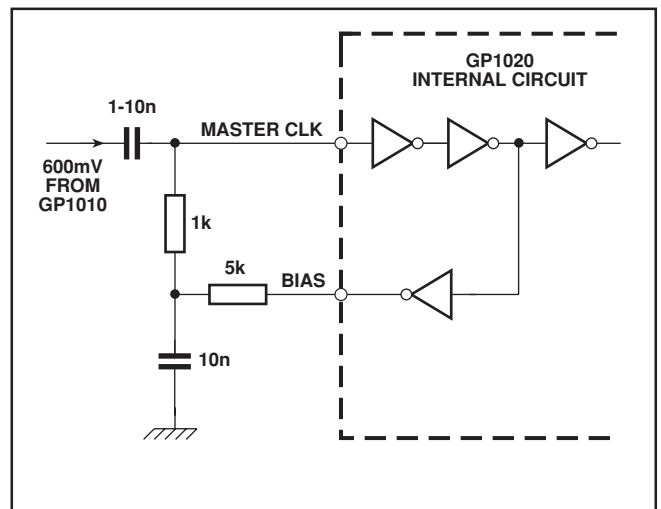 GP1020
INTERNAL CIRCUIT
1-10n
MASTER CLK
600mV
FROM
GP1010
1k
5k
BIAS
10n